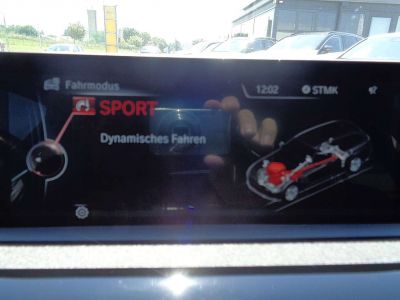 Fahrmodus
12:02
STMK
SPORT
Dynamisches Fahren